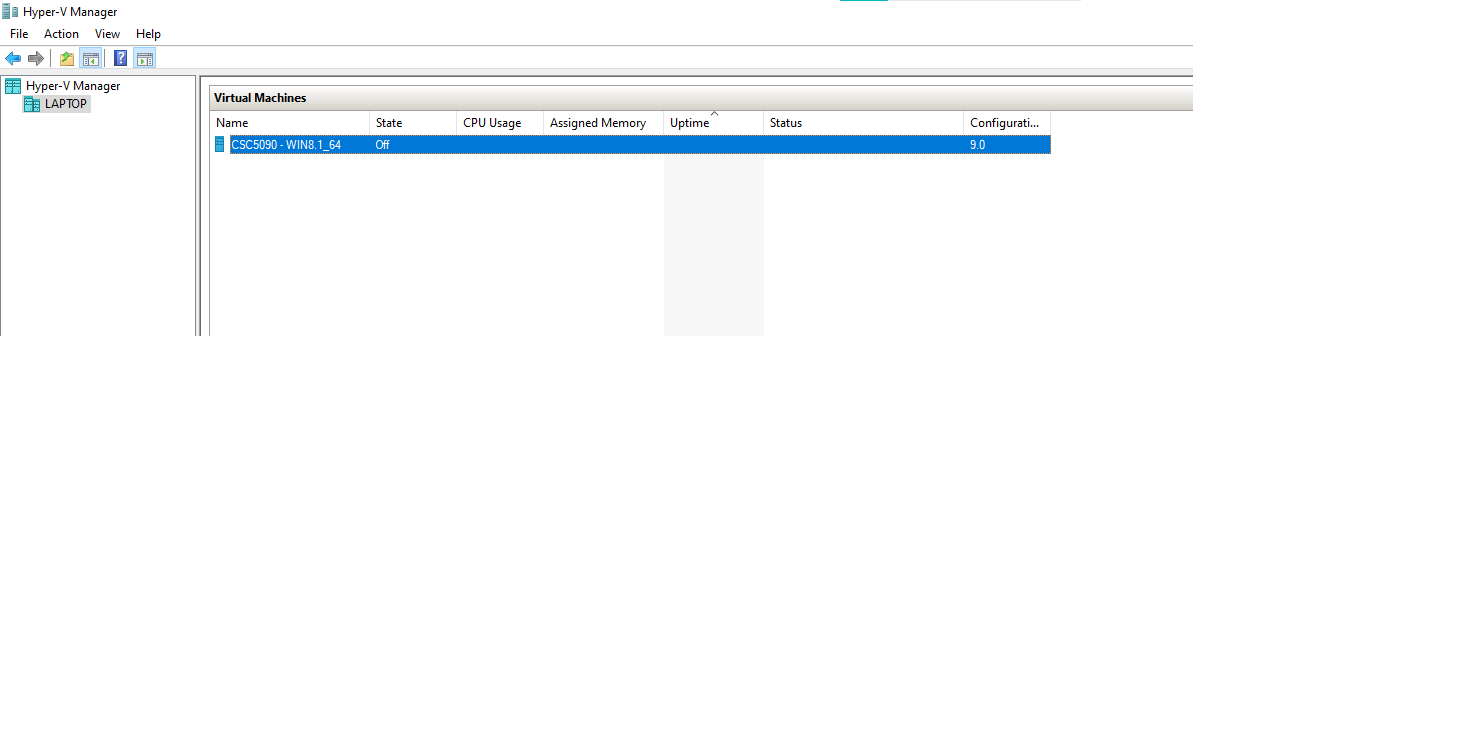 Hyper-V Manager
File Action View Help
Hyper-V Manager
LAPTOP
Virtual Machines
Name State CPU Usage Assigned Memory Uptime Status Configurati...
CSC5090 - WIN8.1_64 Off 9.0